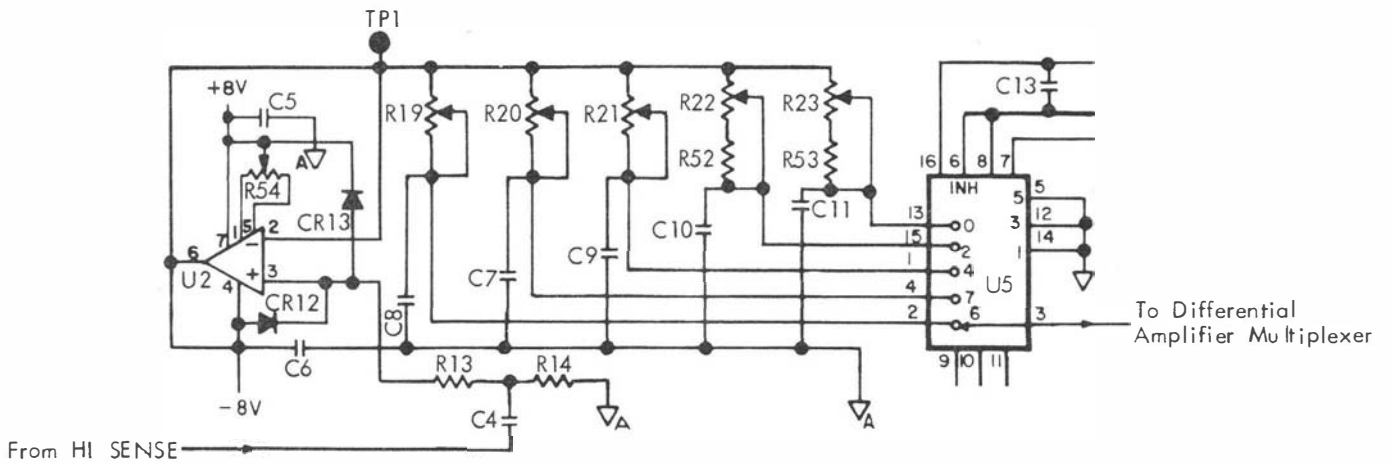 TP1
+8V
C5
A
R54
CR13
7 1 5 2
−
6
U2
+
3
4
CR12
-8V
C6
R19
R20
R21
R22
R23
R52
R53
C8
C7
C9
C10
C11
C13
16 6 8 7
INH
5
5
13
0
3
12
15
2
1
14
1
4
U5
4
7
2
6
3
9 10 11
To Differential
Amplifier Multiplexer
R13
R14
A
A
C4
From HI SENSE